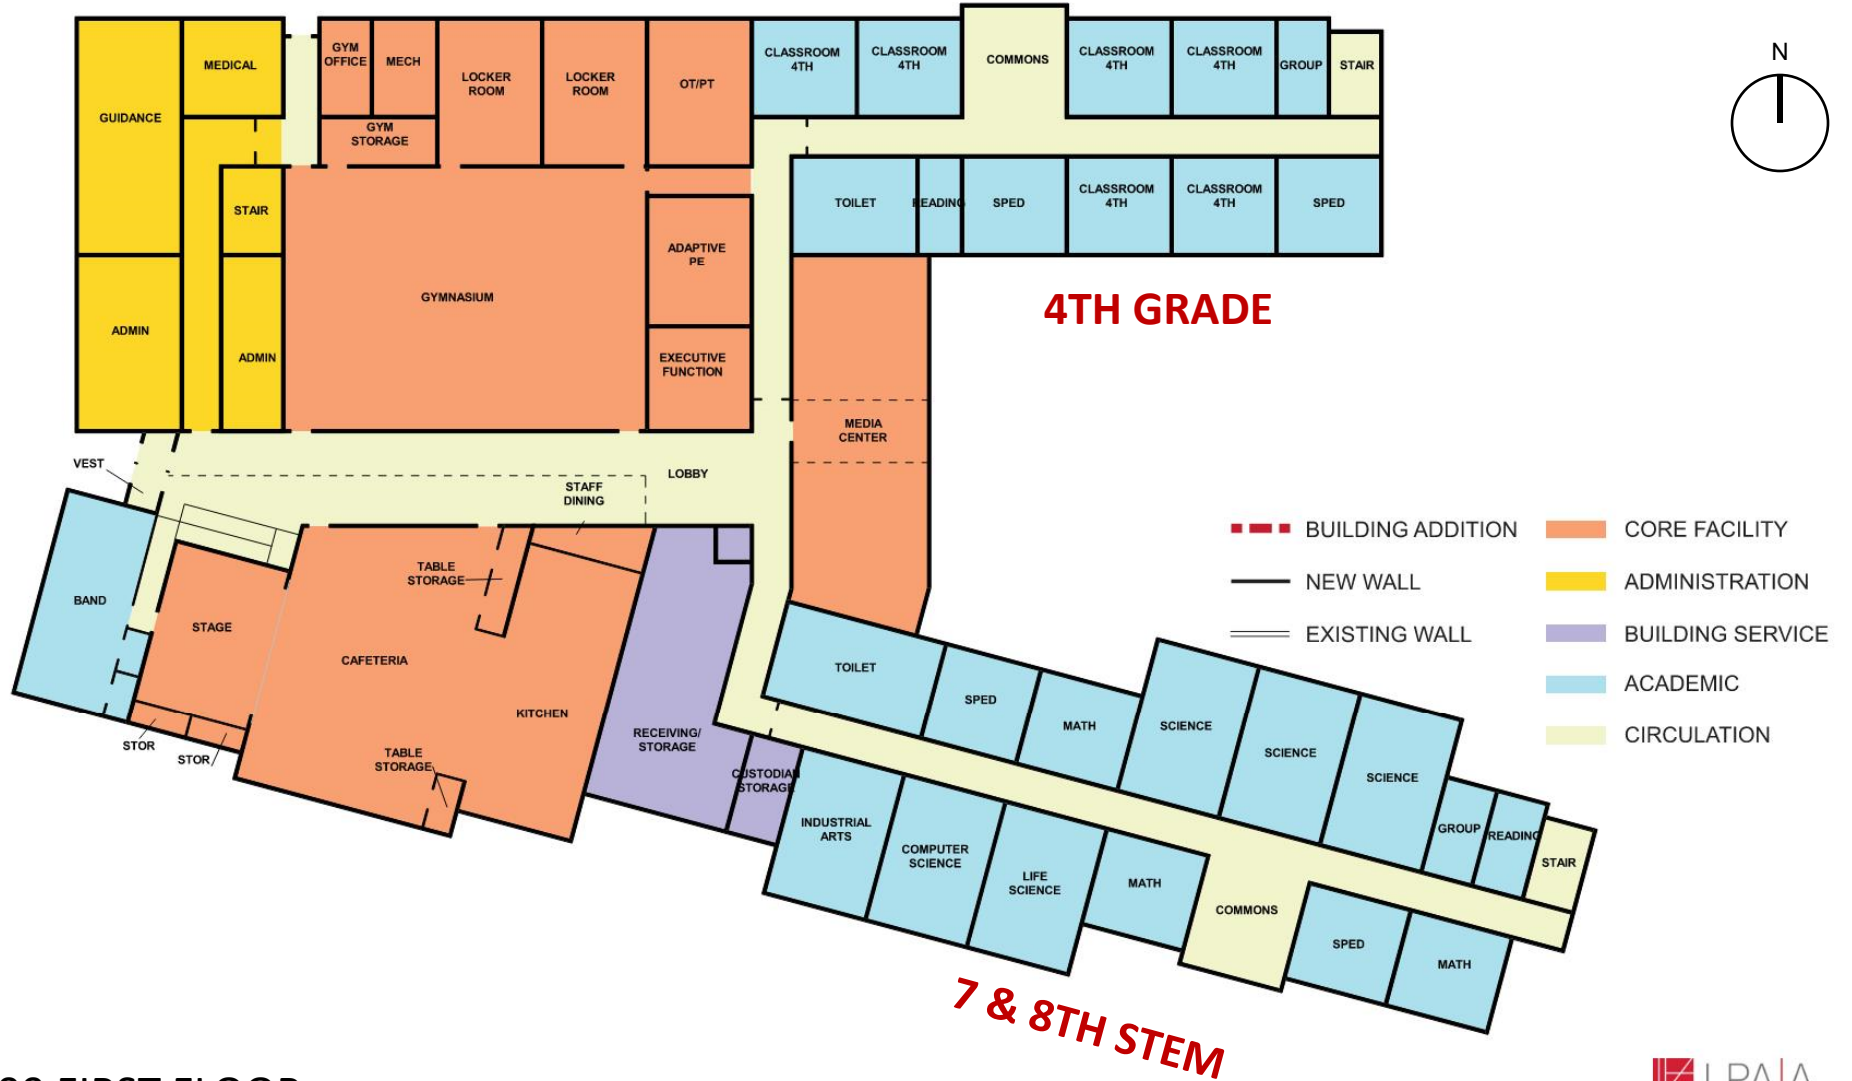 N
GUIDANCE
MEDICAL
GYM
OFFICE
MECH
GYM
STORAGE
LOCKER
ROOM
LOCKER
ROOM
OT/PT
CLASSROOM
4TH
CLASSROOM
4TH
COMMONS
CLASSROOM
4TH
CLASSROOM
4TH
GROUP
STAIR
STAIR
TOILET
READING
SPED
CLASSROOM
4TH
CLASSROOM
4TH
SPED
ADMIN
ADMIN
GYMNASIUM
ADAPTIVE
PE
EXECUTIVE
FUNCTION
4TH GRADE
MEDIA
CENTER
VEST
LOBBY
STAFF
DINING
BAND
STAGE
TABLE
STORAGE
CAFETERIA
KITCHEN
STOR
STOR
TABLE
STORAGE
RECEIVING/
STORAGE
CUSTODIAN
STORAGE
TOILET
SPED
MATH
SCIENCE
SCIENCE
SCIENCE
GROUP
READING
STAIR
INDUSTRIAL
ARTS
COMPUTER
SCIENCE
LIFE
SCIENCE
MATH
COMMONS
SPED
MATH
7 & 8TH STEM
BUILDING ADDITION
NEW WALL
EXISTING WALL
CORE FACILITY
ADMINISTRATION
BUILDING SERVICE
ACADEMIC
CIRCULATION
FIRST FLOOR
LPA|A